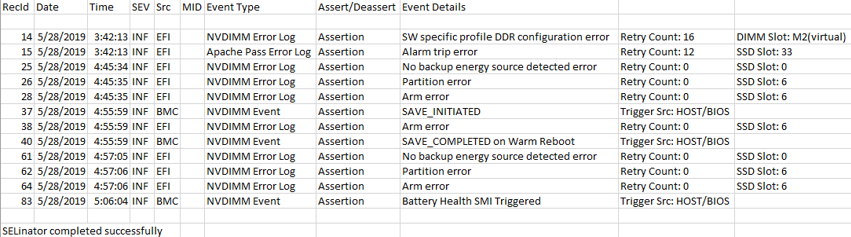 RecId Date Time SEV Src MID Event Type Assert/Deassert Event Details
14 5/28/2019 3:42:13 INF EFI NVDIMM Error Log Assertion SW specific profile DDR configuration error Retry Count: 16 DIMM Slot: M2(virtual)
15 5/28/2019 3:42:13 INF EFI Apache Pass Error Log Assertion Alarm trip error Retry Count: 12 SSD Slot: 33
25 5/28/2019 4:45:34 INF EFI NVDIMM Error Log Assertion No backup energy source detected error Retry Count: 0 SSD Slot: 0
26 5/28/2019 4:45:35 INF EFI NVDIMM Error Log Assertion Partition error Retry Count: 0 SSD Slot: 6
28 5/28/2019 4:45:35 INF EFI NVDIMM Error Log Assertion Arm error Retry Count: 0 SSD Slot: 6
37 5/28/2019 4:55:59 INF BMC NVDIMM Event Assertion SAVE_INITIATED Trigger Src: HOST/BIOS
38 5/28/2019 4:55:59 INF EFI NVDIMM Error Log Assertion Arm error Retry Count: 0 SSD Slot: 6
40 5/28/2019 4:55:59 INF BMC NVDIMM Event Assertion SAVE_COMPLETED on Warm Reboot Trigger Src: HOST/BIOS
61 5/28/2019 4:57:05 INF EFI NVDIMM Error Log Assertion No backup energy source detected error Retry Count: 0 SSD Slot: 0
62 5/28/2019 4:57:06 INF EFI NVDIMM Error Log Assertion Partition error Retry Count: 0 SSD Slot: 6
64 5/28/2019 4:57:06 INF EFI NVDIMM Error Log Assertion Arm error Retry Count: 0 SSD Slot: 6
83 5/28/2019 5:06:04 INF BMC NVDIMM Event Assertion Battery Health SMI Triggered Trigger Src: HOST/BIOS
SELinator completed successfully